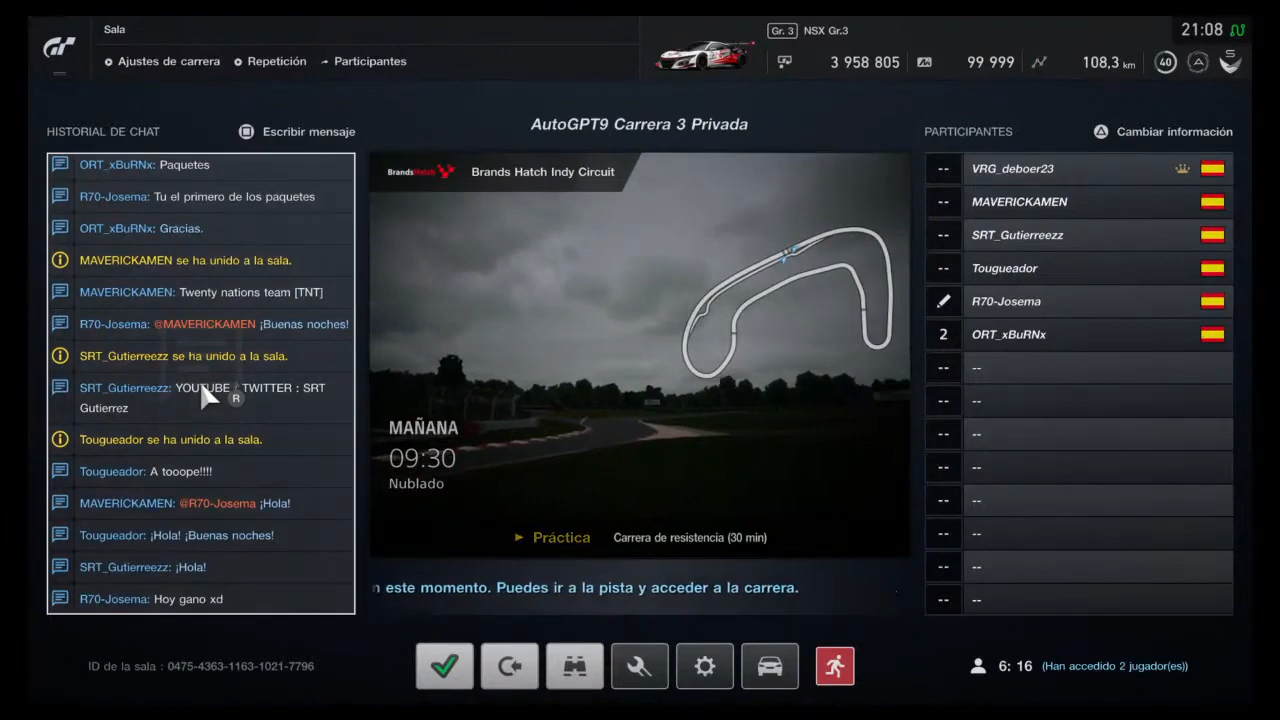 Sala
Gr. 3 NSX Gr.3
21:08
Ajustes de carrera Repetición Participantes
3 958 805 99 999 108,3 km 40 A S
HISTORIAL DE CHAT Escribir mensaje
ORT_xBuRNx: Paquetes
R70-Josema: Tu el primero de los paquetes
ORT_xBuRNx: Gracias.
MAVERICKAMEN se ha unido a la sala.
MAVERICKAMEN: Twenty nations team [TNT]
R70-Josema: @MAVERICKAMEN ¡Buenas noches!
SRT_Gutierreezz se ha unido a la sala.
SRT_Gutierreezz: YOUTUBE / TWITTER : SRT
Gutierrez
R
Tougueador se ha unido a la sala.
Tougueador: A tooope!!!!
MAVERICKAMEN: @R70-Josema ¡Hola!
Tougueador: ¡Hola! ¡Buenas noches!
SRT_Gutierreezz: ¡Hola!
R70-Josema: Hoy gano xd
AutoGPT9 Carrera 3 Privada
BrandsHatch Brands Hatch Indy Circuit
MAÑANA
09:30
Nublado
Práctica Carrera de resistencia (30 min)
n este momento. Puedes ir a la pista y acceder a la carrera.
PARTICIPANTES Cambiar información
-- VRG_deboer23
-- MAVERICKAMEN
-- SRT_Gutierreezz
-- Tougueador
R70-Josema
2 ORT_xBuRNx
-- --
-- --
-- --
-- --
-- --
-- --
-- --
-- --
ID de la sala : 0475-4363-1163-1021-7796
6: 16 (Han accedido 2 jugador(es))